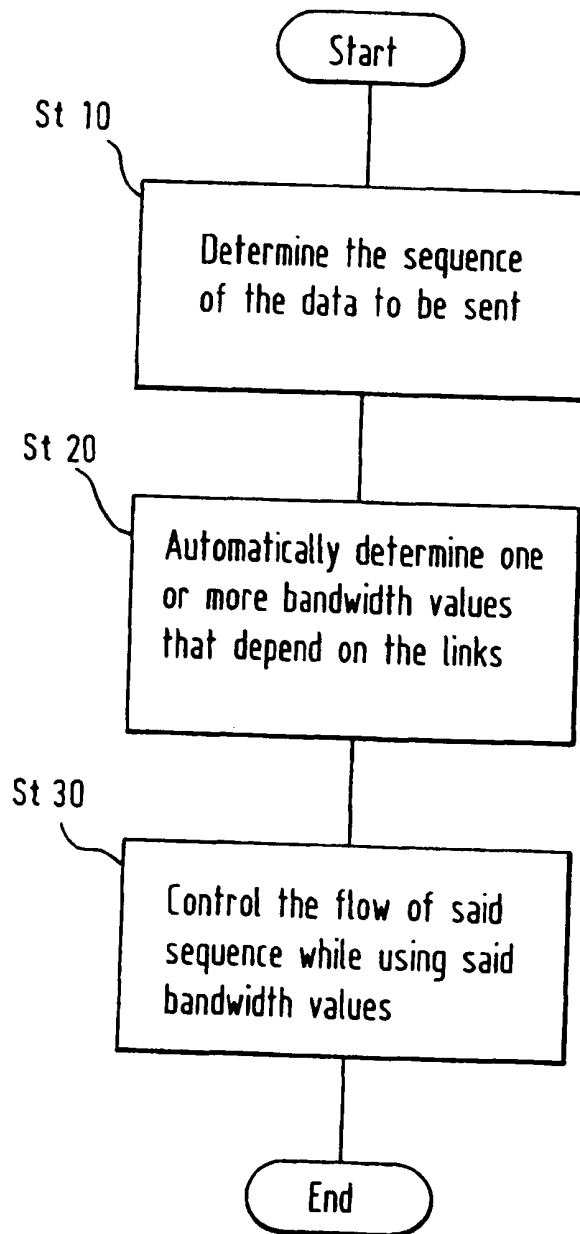 Start
St 10
Determine the sequence
of the data to be sent
St 20
Automatically determine one
or more bandwidth values
that depend on the links
St 30
Control the flow of said
sequence while using said
bandwidth values
End